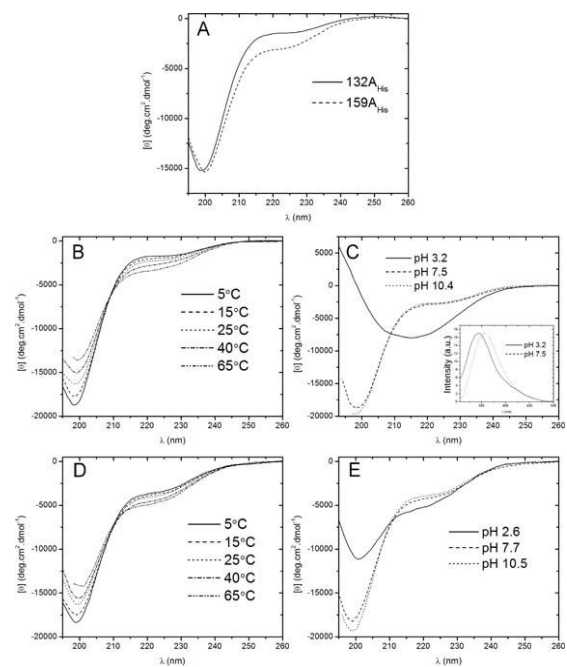 A
132A_His
159A_His
[θ] (deg.cm².dmol⁻¹)
0
-5000
-10000
-15000
200 210 220 230 240 250 260
λ (nm)
B
5°C
15°C
25°C
40°C
65°C
[θ] (deg.cm².dmol⁻¹)
0
-5000
-10000
-15000
-20000
200 210 220 230 240 250 260
λ (nm)
C
pH 3.2
pH 7.5
pH 10.4
[θ] (deg.cm².dmol⁻¹)
5000
0
-5000
-10000
-15000
-20000
200 210 220 230 240 250 260
λ (nm)
Intensity (a.u.)
pH 3.2
pH 7.5
D
5°C
15°C
25°C
40°C
65°C
[θ] (deg.cm².dmol⁻¹)
0
-5000
-10000
-15000
-20000
200 210 220 230 240 250 260
λ (nm)
E
pH 2.6
pH 7.7
pH 10.5
[θ] (deg.cm².dmol⁻¹)
0
-5000
-10000
-15000
-20000
200 210 220 230 240 250 260
λ (nm)